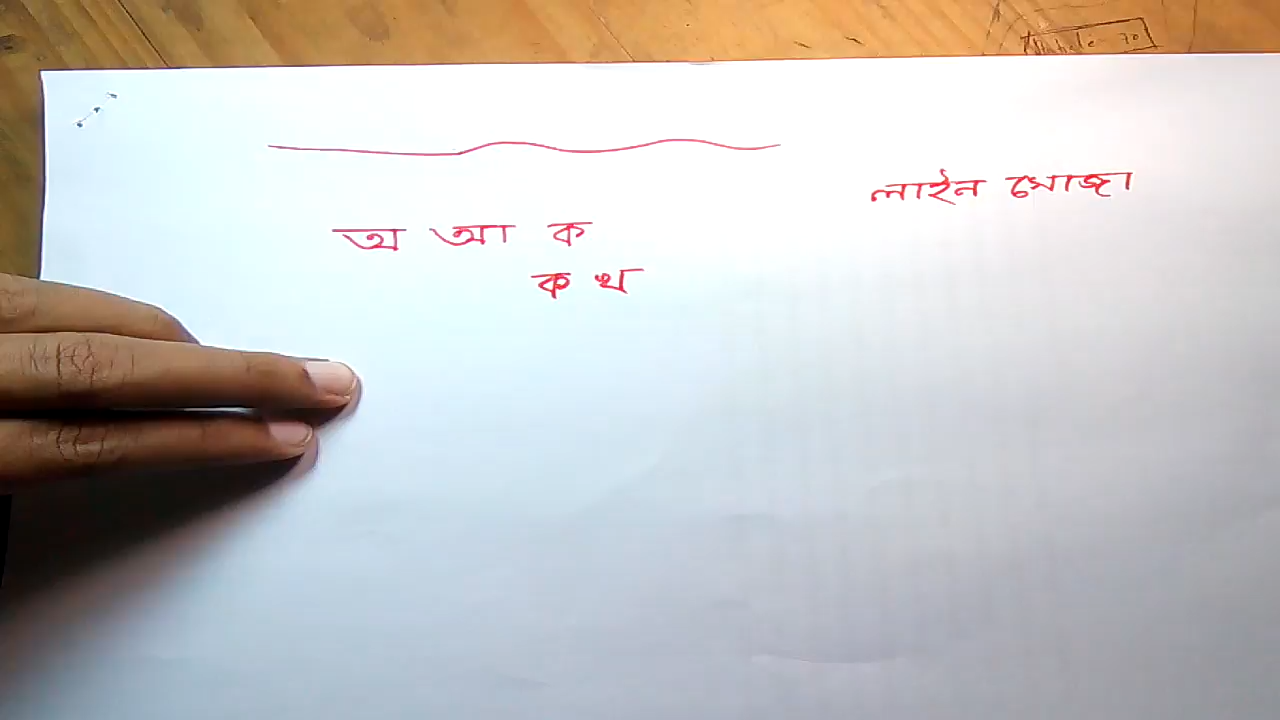 লাইন সোজা
অ আ ক
ক খ